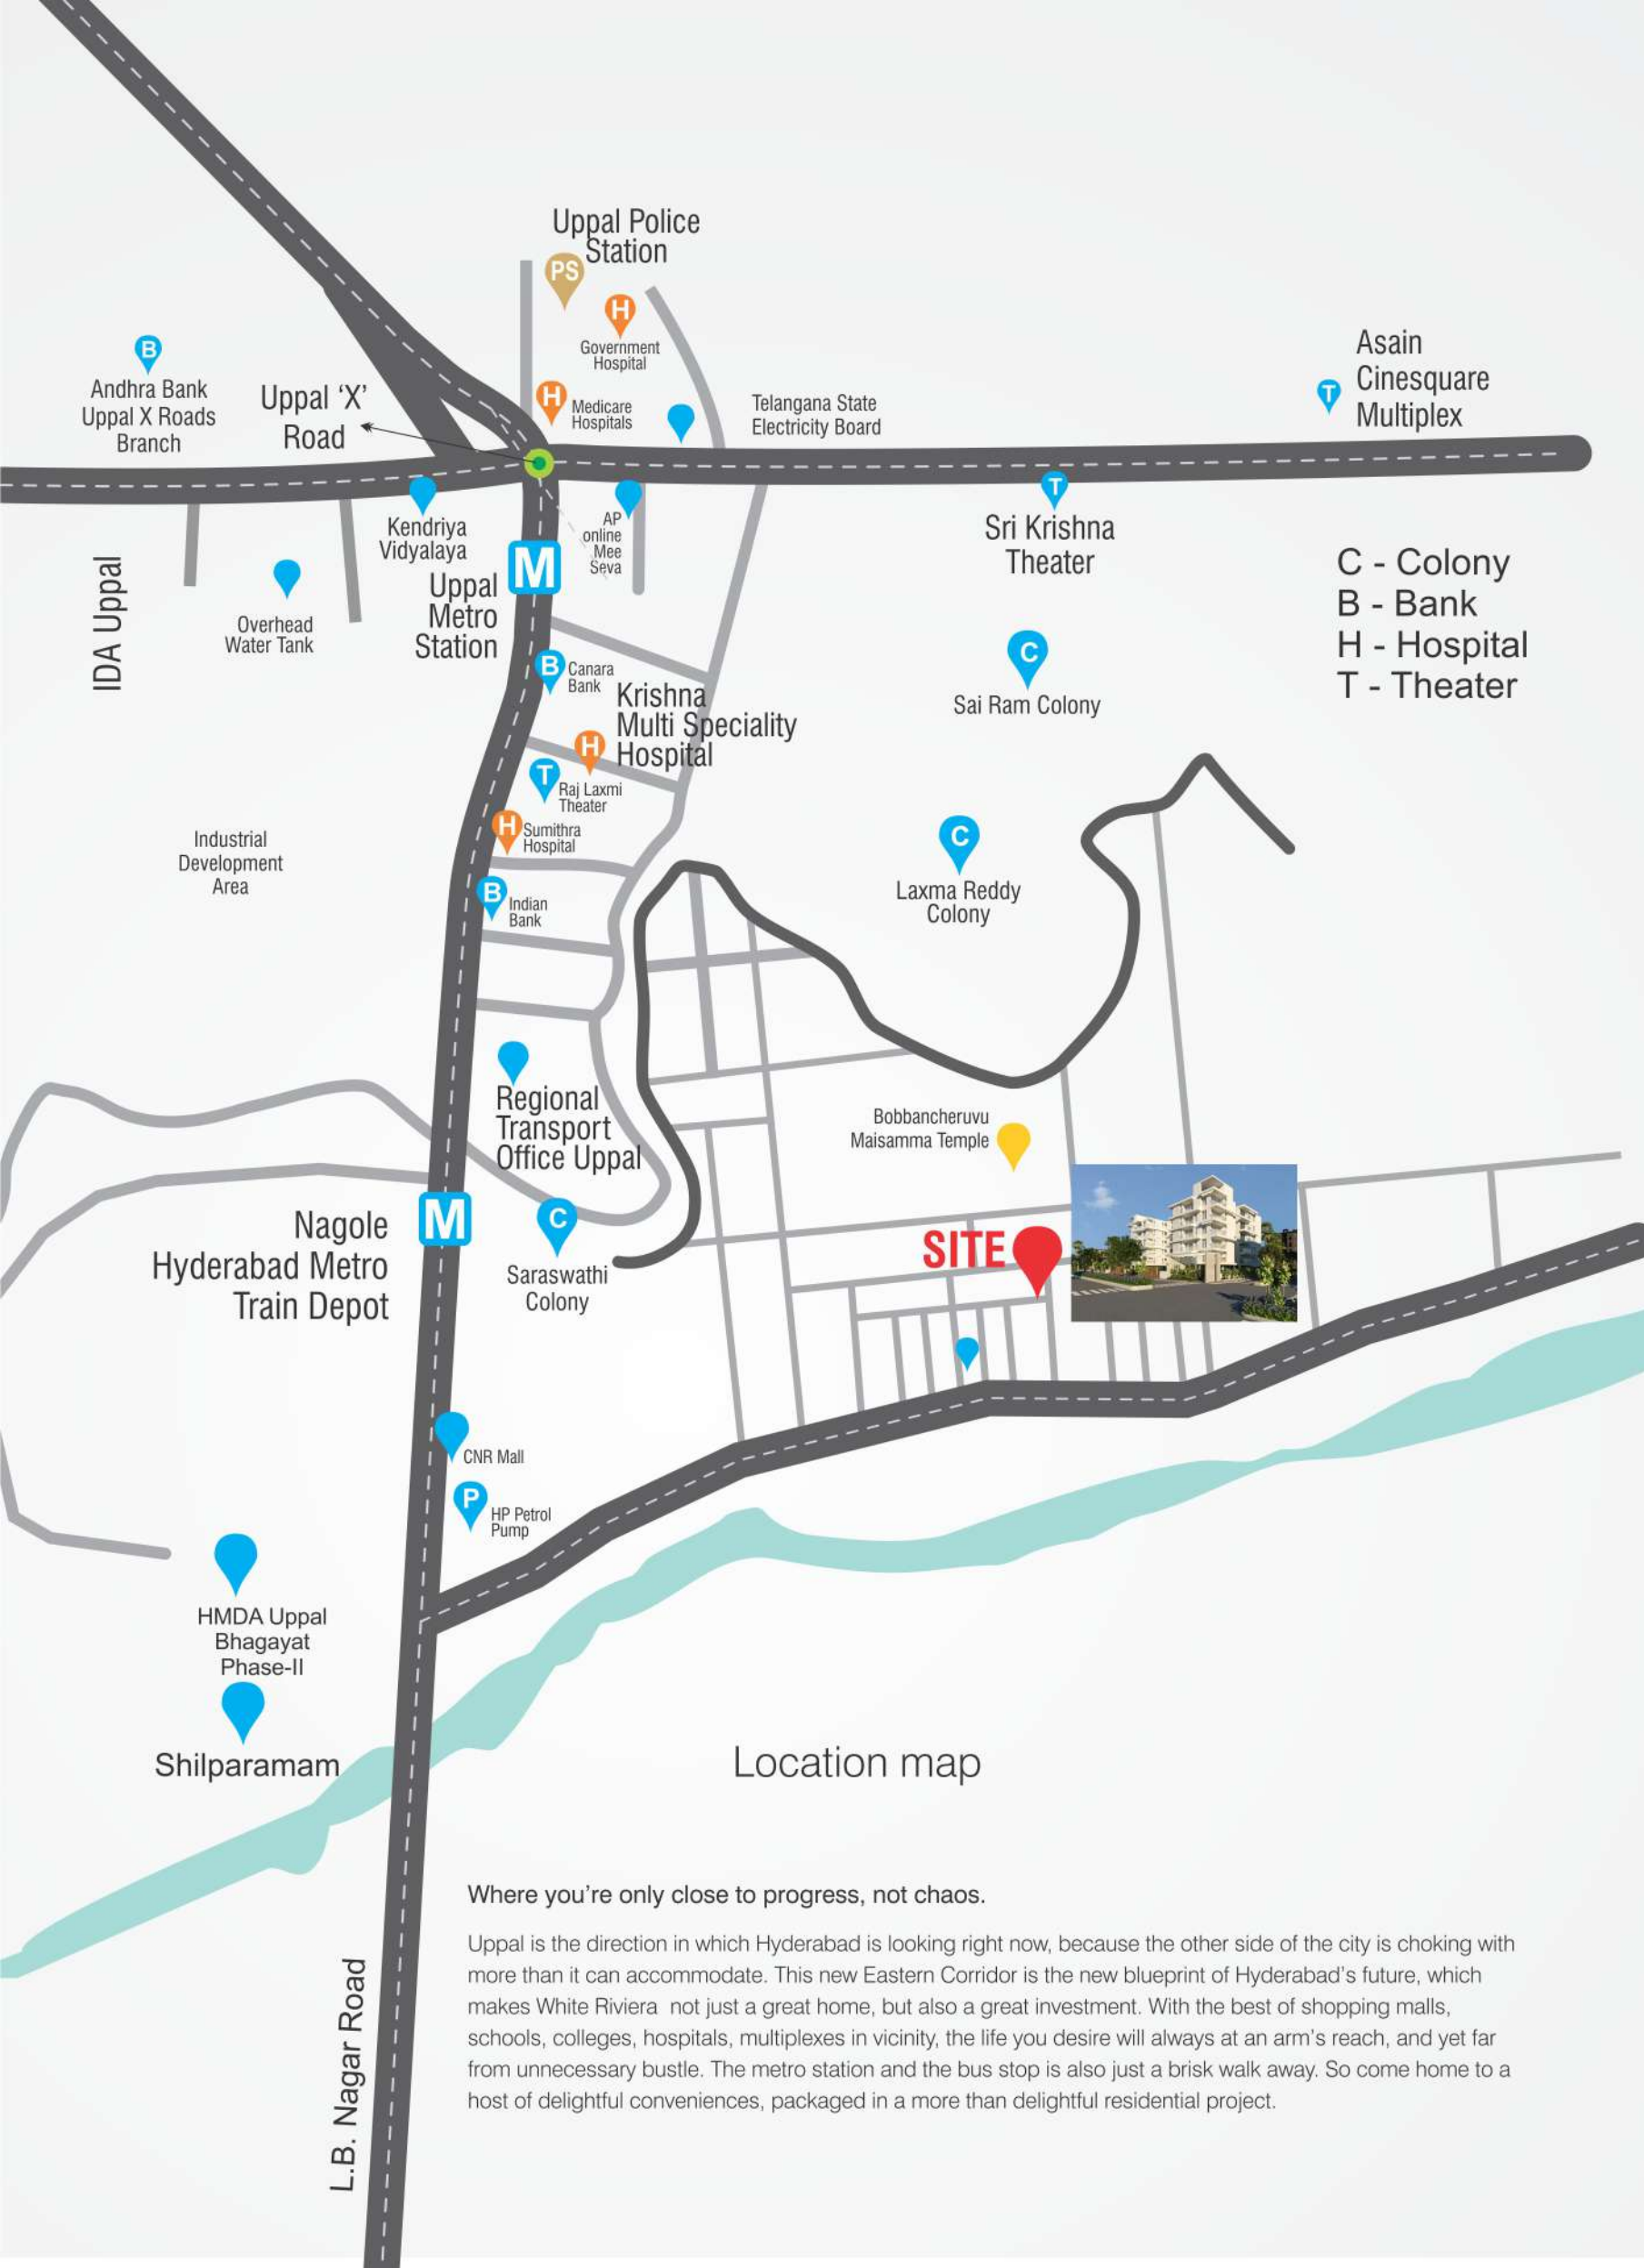 Uppal Police
Station
PS
H
Government
Hospital
H
Medicare
Hospitals
Telangana State
Electricity Board
B
Andhra Bank
Uppal X Roads
Branch
Uppal ‘X’
Road
T
Asain
Cinesquare
Multiplex
Kendriya
Vidyalaya
AP
online
Mee
Seva
T
Sri Krishna
Theater
M
Uppal
Metro
Station
IDA Uppal
Overhead
Water Tank
C - Colony
B - Bank
H - Hospital
T - Theater
C
Sai Ram Colony
B
Canara
Bank
Krishna
Multi Speciality
Hospital
H
T
Raj Laxmi
Theater
H
Sumithra
Hospital
Industrial
Development
Area
C
Laxma Reddy
Colony
B
Indian
Bank
Regional
Transport
Office Uppal
Bobbancheruvu
Maisamma Temple
M
Nagole
Hyderabad Metro
Train Depot
C
Saraswathi
Colony
SITE
CNR Mall
P
HP Petrol
Pump
HMDA Uppal
Bhagayat
Phase-II
Shilparamam
Location map
L.B. Nagar Road
Where you’re only close to progress, not chaos.
Uppal is the direction in which Hyderabad is looking right now, because the other side of the city is choking with
more than it can accommodate. This new Eastern Corridor is the new blueprint of Hyderabad's future, which
makes White Riviera not just a great home, but also a great investment. With the best of shopping malls,
schools, colleges, hospitals, multiplexes in vicinity, the life you desire will always at an arm's reach, and yet far
from unnecessary bustle. The metro station and the bus stop is also just a brisk walk away. So come home to a
host of delightful conveniences, packaged in a more than delightful residential project.